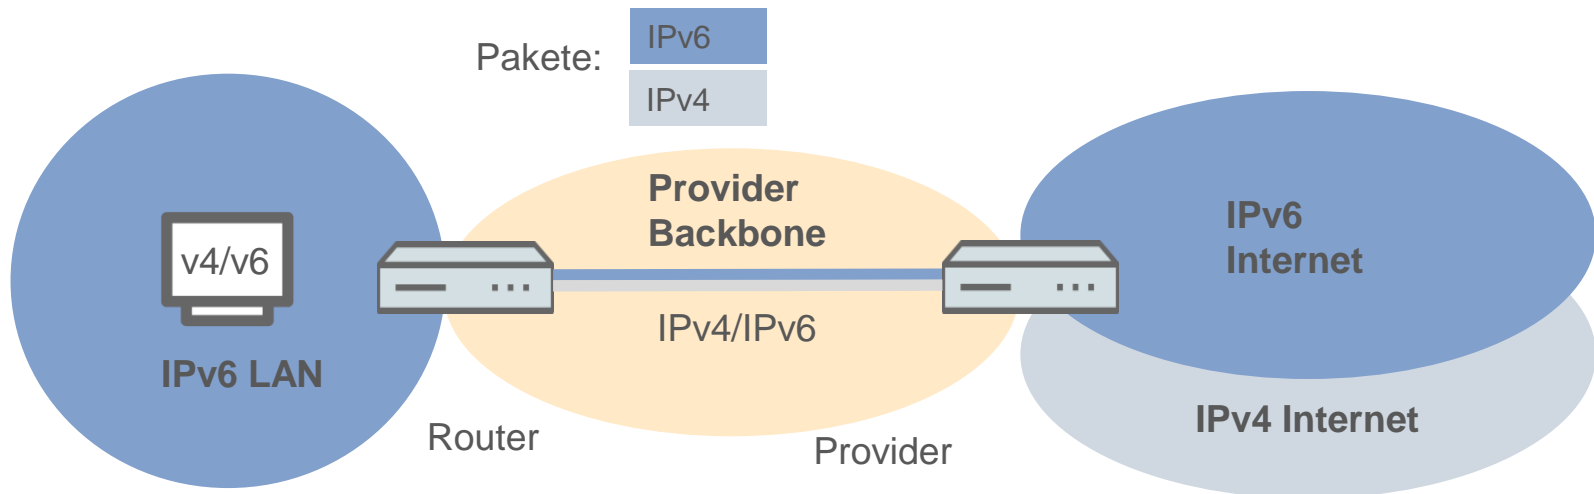 Pakete:
IPv6
IPv4
v4/v6
IPv6 LAN
Router
Provider
Backbone
IPv4/IPv6
Provider
IPv6
Internet
IPv4 Internet